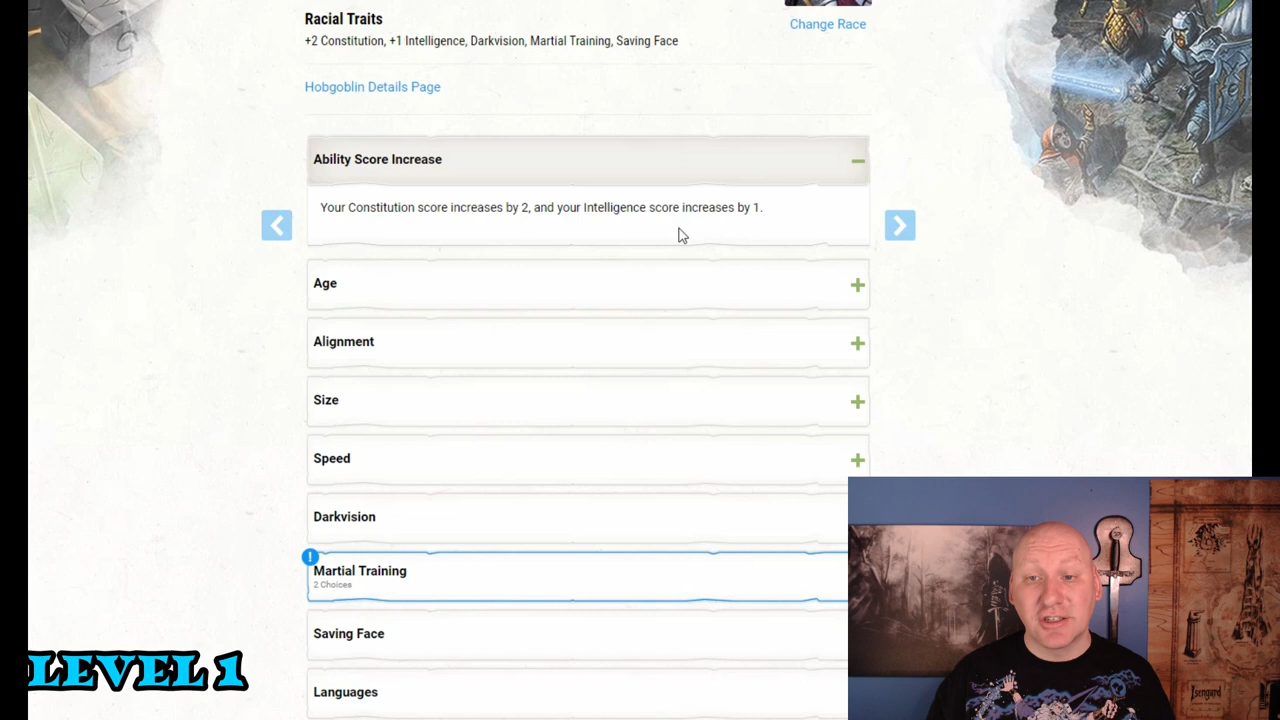 Racial Traits
Change Race
+2 Constitution, +1 Intelligence, Darkvision, Martial Training, Saving Face
Hobgoblin Details Page
Ability Score Increase
Your Constitution score increases by 2, and your Intelligence score increases by 1.
Age
Alignment
Size
Speed
Darkvision
!
Martial Training
2 Choices
Saving Face
Languages
LEVEL 1
Isengard